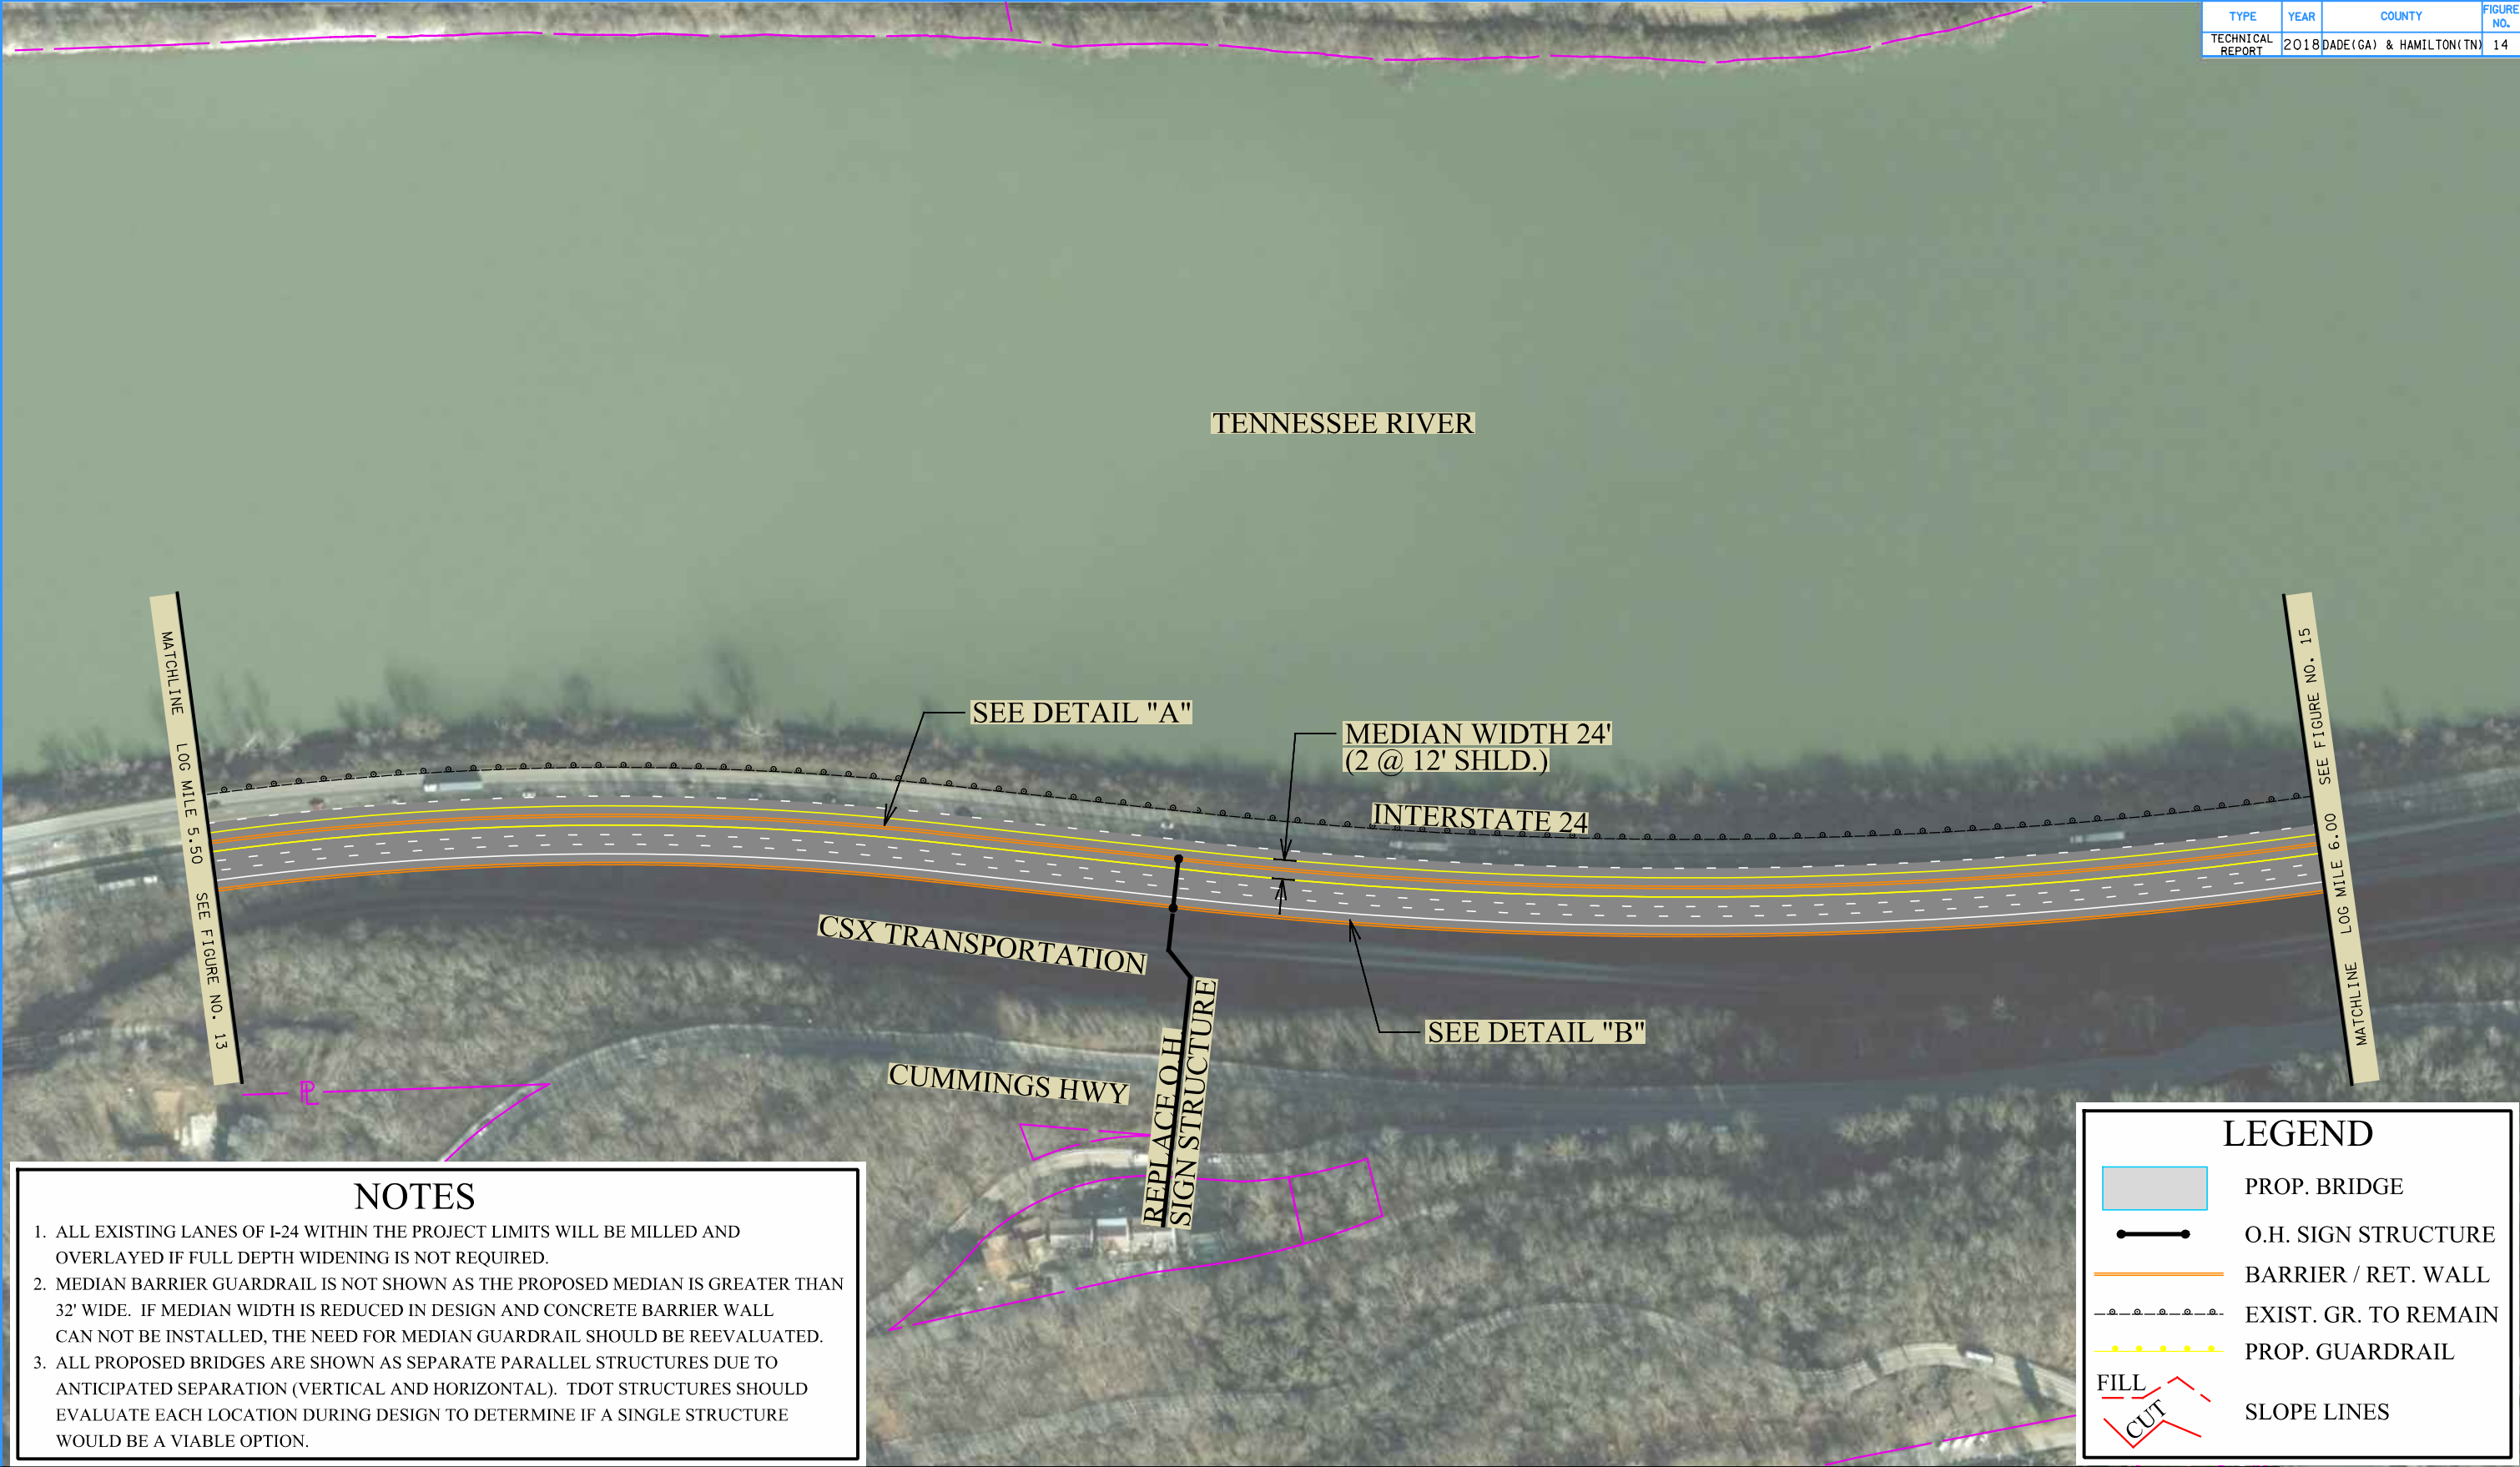 TYPE YEAR COUNTY FIGURE NO.
TECHNICAL REPORT 2018 DADE(GA) & HAMILTON(TN) 14
TENNESSEE RIVER
MATCHLINE LOG MILE 5.50 SEE FIGURE NO. 13
MATCHLINE LOG MILE 6.00 SEE FIGURE NO. 15
SEE DETAIL "A"
MEDIAN WIDTH 24'
(2 @ 12' SHLD.)
INTERSTATE 24
CSX TRANSPORTATION
SEE DETAIL "B"
CUMMINGS HWY
REPLACE O.H.
SIGN STRUCTURE
PL
NOTES
1. ALL EXISTING LANES OF I-24 WITHIN THE PROJECT LIMITS WILL BE MILLED AND
OVERLAYED IF FULL DEPTH WIDENING IS NOT REQUIRED.
2. MEDIAN BARRIER GUARDRAIL IS NOT SHOWN AS THE PROPOSED MEDIAN IS GREATER THAN
32' WIDE. IF MEDIAN WIDTH IS REDUCED IN DESIGN AND CONCRETE BARRIER WALL
CAN NOT BE INSTALLED, THE NEED FOR MEDIAN GUARDRAIL SHOULD BE REEVALUATED.
3. ALL PROPOSED BRIDGES ARE SHOWN AS SEPARATE PARALLEL STRUCTURES DUE TO
ANTICIPATED SEPARATION (VERTICAL AND HORIZONTAL). TDOT STRUCTURES SHOULD
EVALUATE EACH LOCATION DURING DESIGN TO DETERMINE IF A SINGLE STRUCTURE
WOULD BE A VIABLE OPTION.
LEGEND
PROP. BRIDGE
O.H. SIGN STRUCTURE
BARRIER / RET. WALL
EXIST. GR. TO REMAIN
PROP. GUARDRAIL
FILL
CUT
SLOPE LINES